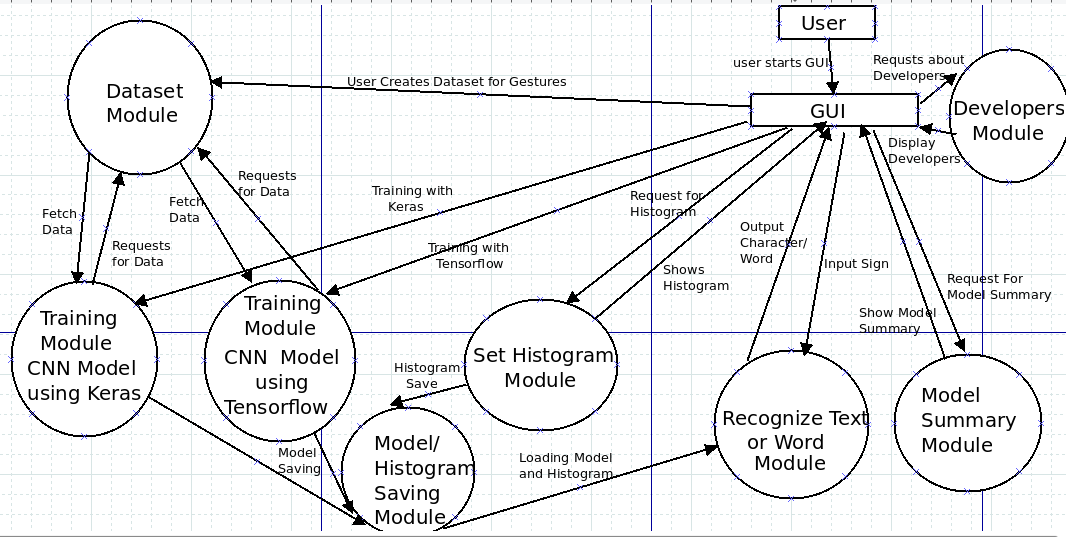 User
user starts GUI
Requsts about
Developers
User Creates Dataset for Gestures
Dataset
Module
GUI
Developers
Module
Display
Developers
Requests
for Data
Training with
Keras
Request for
Histogram
Fetch
Data
Fetch
Data
Requests
for Data
Training with
Tensorflow
Output
Character/
Word
Input Sign
Shows
Histogram
Request For
Model Summary
Show Model
Summary
Training
Module
CNN Model
using Keras
Training
Module
CNN  Model
using
Tensorflow
Set Histogram
Module
Histogram
Save
Recognize Text
or Word
Module
Model
Summary
Module
Model
Saving
Model/
Histogram
Saving
Module
Loading Model
and Histogram